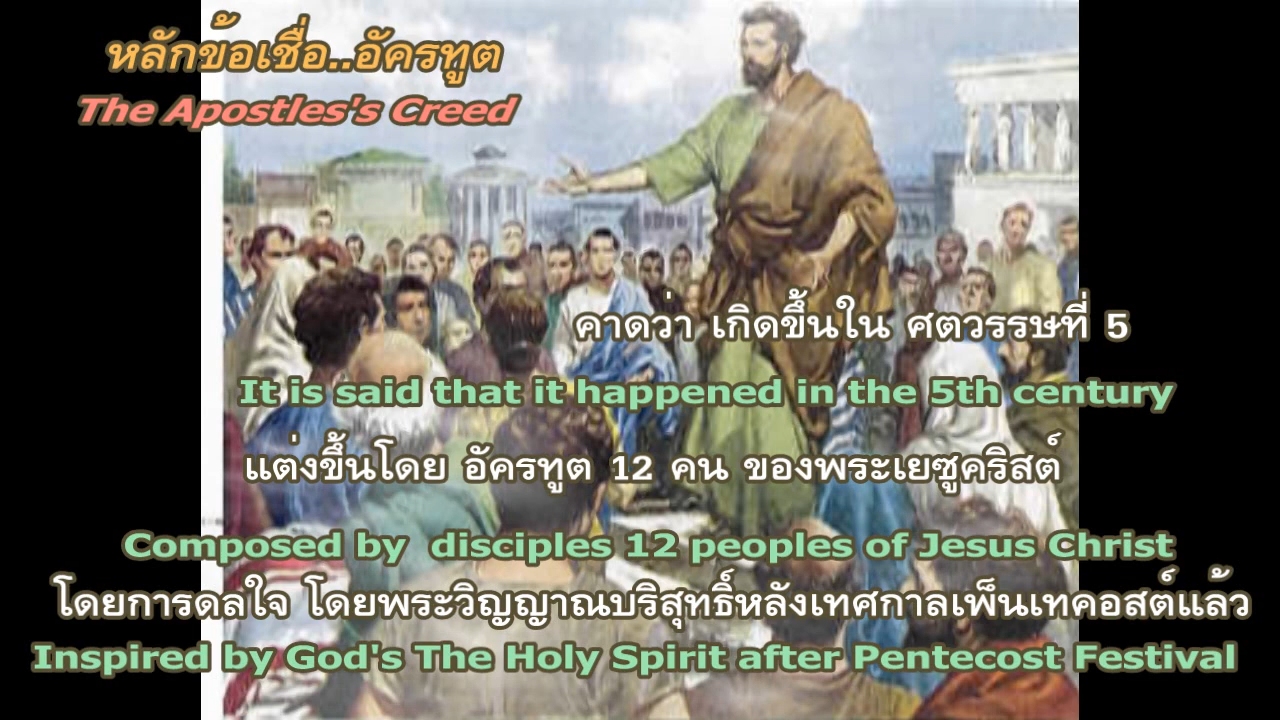 หลักข้อเชื่อ..อัครทูต
The Apostles's Creed
คาดว่า เกิดขึ้นใน ศตวรรษที่ 5
It is said that it happened in the 5th century
แต่งขึ้นโดย อัครทูต 12 คน ของพระเยซูคริสต์
Composed by disciples 12 peoples of Jesus Christ
โดยการดลใจ โดยพระวิญญาณบริสุทธิ์หลังเทศกาลเพ็นเทคอสต์แล้ว
Inspired by God's The Holy Spirit after Pentecost Festival